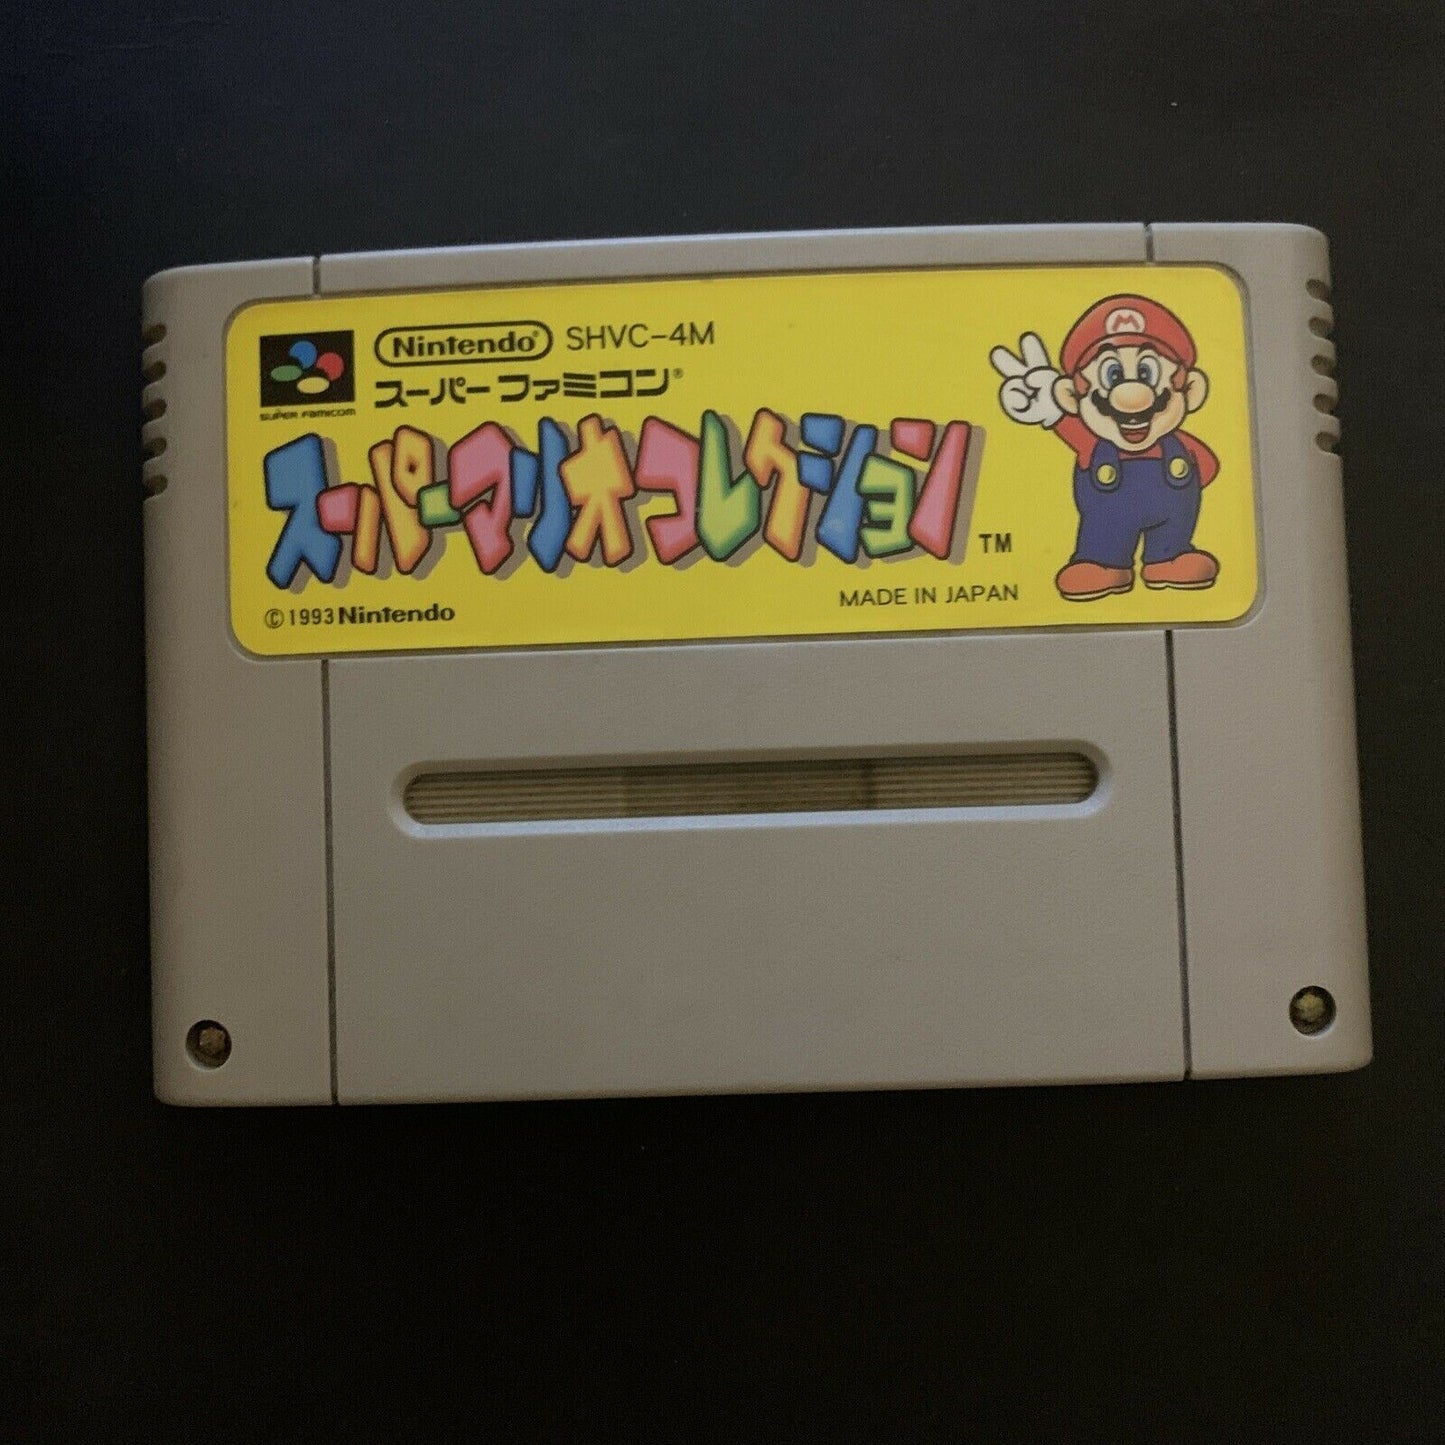 Nintendo® SHVC-4M
スーパーファミコン®
SUPER FAMICOM
スーパーマリオコレクション TM
MADE IN JAPAN
©1993 Nintendo
M